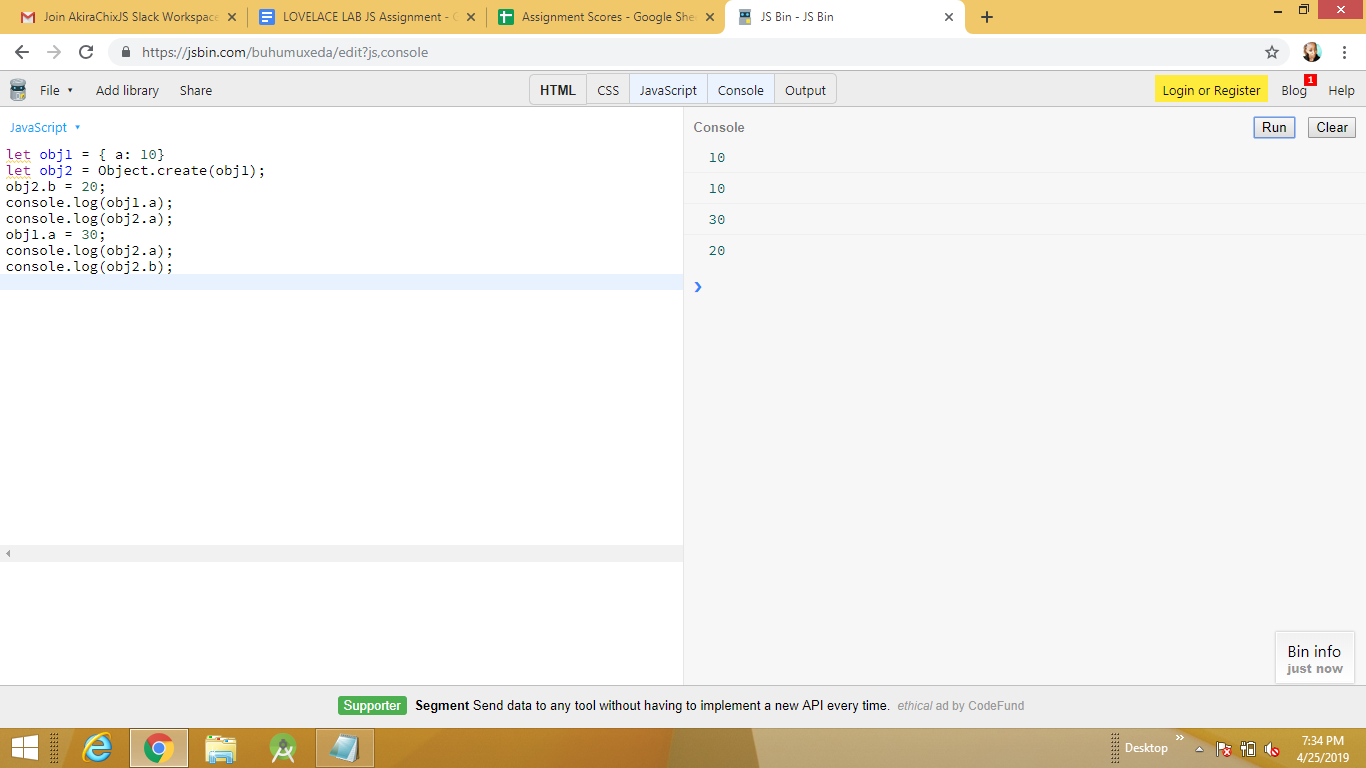 Join AkiraChixJS Slack Workspace
LOVELACE LAB JS Assignment -
Assignment Scores - Google She
JS Bin - JS Bin
https://jsbin.com/buhumuxeda/edit?js,console
File
Add library
Share
HTML
CSS
JavaScript
Console
Output
Login or Register
Blog
1
Help
JavaScript
let obj1 = { a: 10}
let obj2 = Object.create(obj1);
obj2.b = 20;
console.log(obj1.a);
console.log(obj2.a);
obj1.a = 30;
console.log(obj2.a);
console.log(obj2.b);
Console
Run
Clear
10
10
30
20
Bin info
just now
Supporter Segment Send data to any tool without having to implement a new API every time. ethical ad by CodeFund
Desktop
7:34 PM
4/25/2019